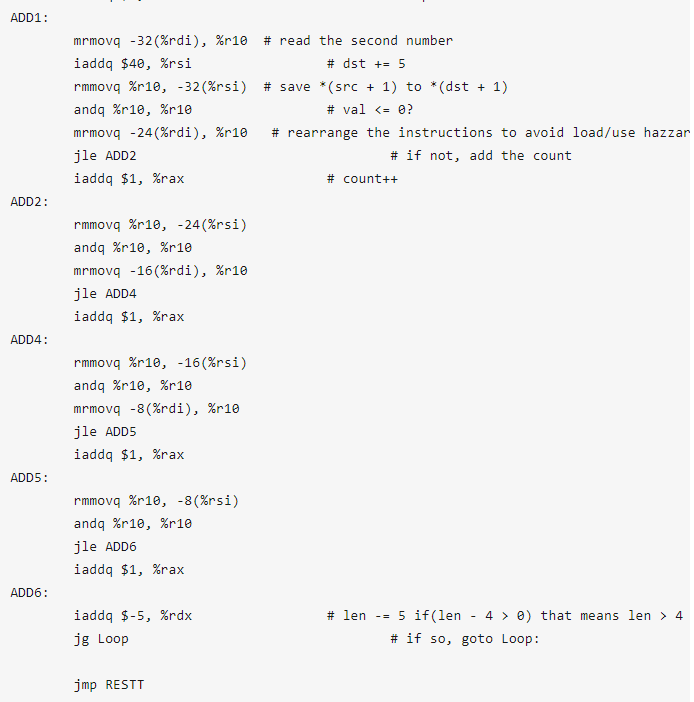 ADD1:
mrmovq -32(%rdi), %r10 # read the second number
iaddq $40, %rsi # dst += 5
rmmovq %r10, -32(%rsi) # save *(src + 1) to *(dst + 1)
andq %r10, %r10 # val <= 0?
mrmovq -24(%rdi), %r10 # rearrange the instructions to avoid load/use hazzar
jle ADD2 # if not, add the count
iaddq $1, %rax # count++
ADD2:
rmmovq %r10, -24(%rsi)
andq %r10, %r10
mrmovq -16(%rdi), %r10
jle ADD4
iaddq $1, %rax
ADD4:
rmmovq %r10, -16(%rsi)
andq %r10, %r10
mrmovq -8(%rdi), %r10
jle ADD5
iaddq $1, %rax
ADD5:
rmmovq %r10, -8(%rsi)
andq %r10, %r10
jle ADD6
iaddq $1, %rax
ADD6:
iaddq $-5, %rdx # len -= 5 if(len - 4 > 0) that means len > 4
jg Loop # if so, goto Loop:
jmp RESTT